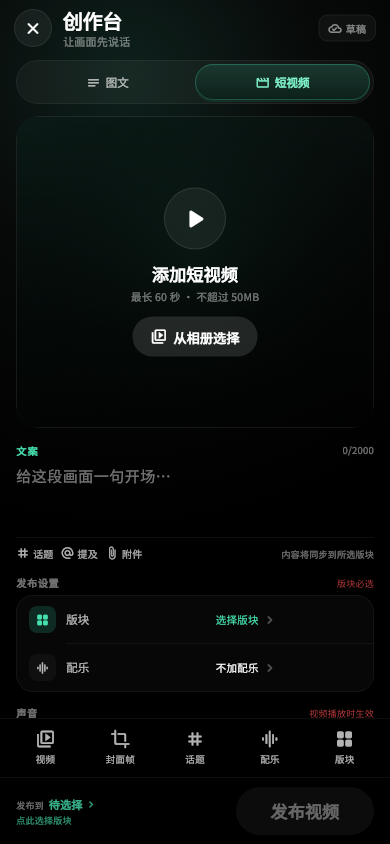 创作台
让画面先说话
草稿
图文
短视频
添加短视频
最长 60 秒 · 不超过 50MB
从相册选择
文案
0/2000
给这段画面一句开场…
话题
提及
附件
内容将同步到所选版块
发布设置
版块必选
版块
选择版块
配乐
不加配乐
声音
视频播放时生效
视频
封面帧
话题
配乐
版块
发布到 待选择
点此选择版块
发布视频